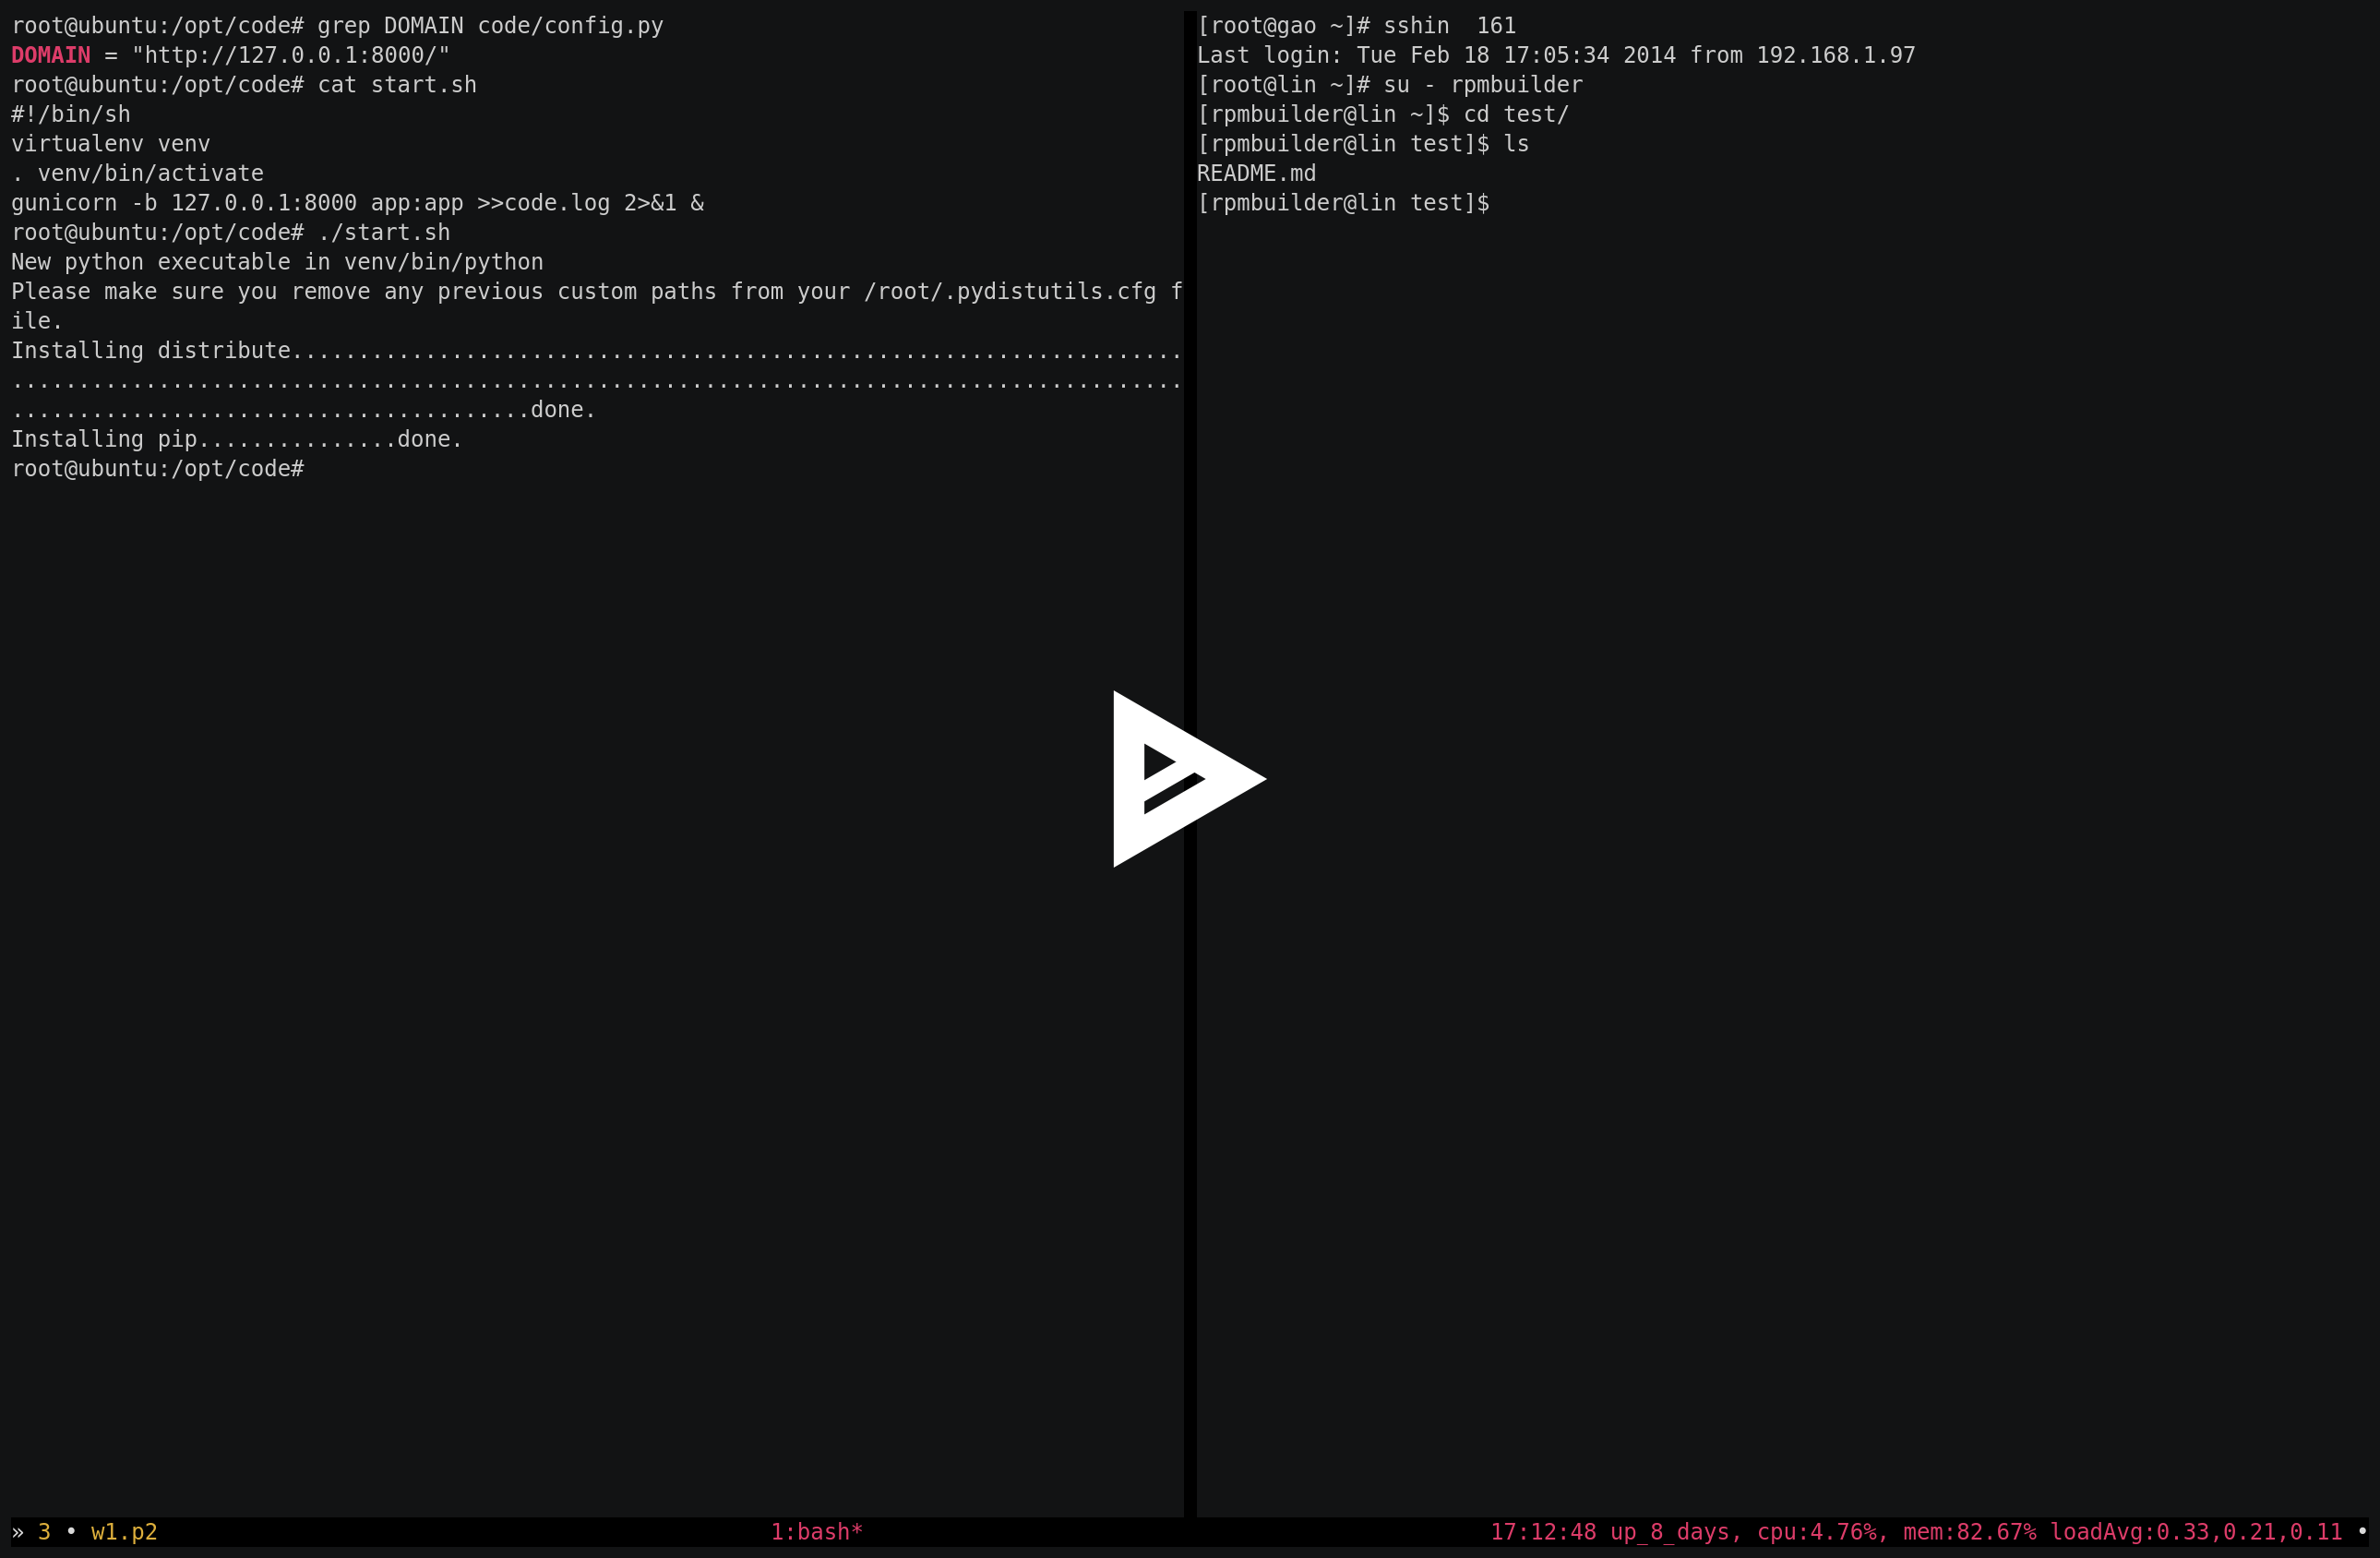 root@ubuntu:/opt/code# grep DOMAIN code/config.py
DOMAIN = "http://127.0.0.1:8000/"
root@ubuntu:/opt/code# cat start.sh
#!/bin/sh
virtualenv venv
. venv/bin/activate
gunicorn -b 127.0.0.1:8000 app:app >>code.log 2>&1 &
root@ubuntu:/opt/code# ./start.sh
New python executable in venv/bin/python
Please make sure you remove any previous custom paths from your /root/.pydistutils.cfg f
ile.
Installing distribute...................................................................
........................................................................................
.......................................done.
Installing pip...............done.
root@ubuntu:/opt/code#
[root@gao ~]# sshin  161
Last login: Tue Feb 18 17:05:34 2014 from 192.168.1.97
[root@lin ~]# su - rpmbuilder
[rpmbuilder@lin ~]$ cd test/
[rpmbuilder@lin test]$ ls
README.md
[rpmbuilder@lin test]$
» 3 • w1.p2 1:bash* 17:12:48 up_8_days, cpu:4.76%, mem:82.67% loadAvg:0.33,0.21,0.11 •